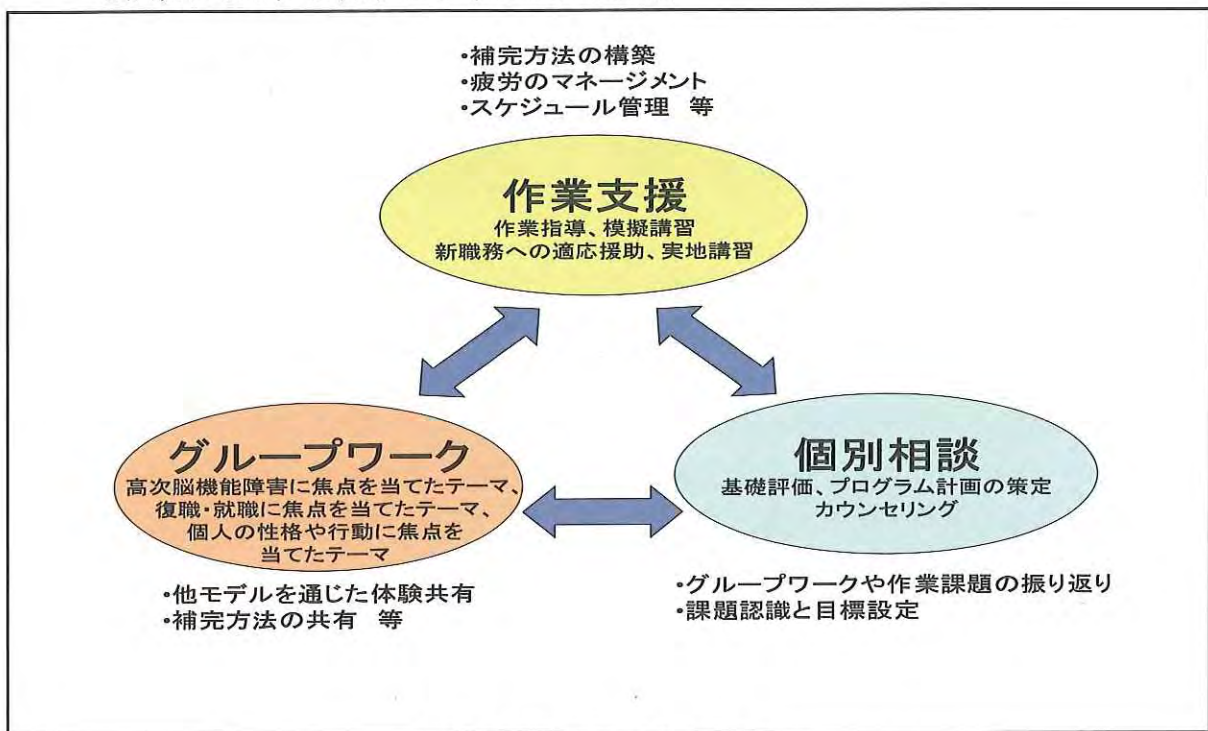 ・補完方法の構築
・疲労のマネージメント
・スケジュール管理　等
作業支援
作業指導、模擬講習
新職務への適応援助、実地講習
グループワーク
高次脳機能障害に焦点を当てたテーマ、
復職・就職に焦点を当てたテーマ、
個人の性格や行動に焦点を
当てたテーマ
・他モデルを通じた体験共有
・補完方法の共有　等
個別相談
基礎評価、プログラム計画の策定
カウンセリング
・グループワークや作業課題の振り返り
・課題認識と目標設定